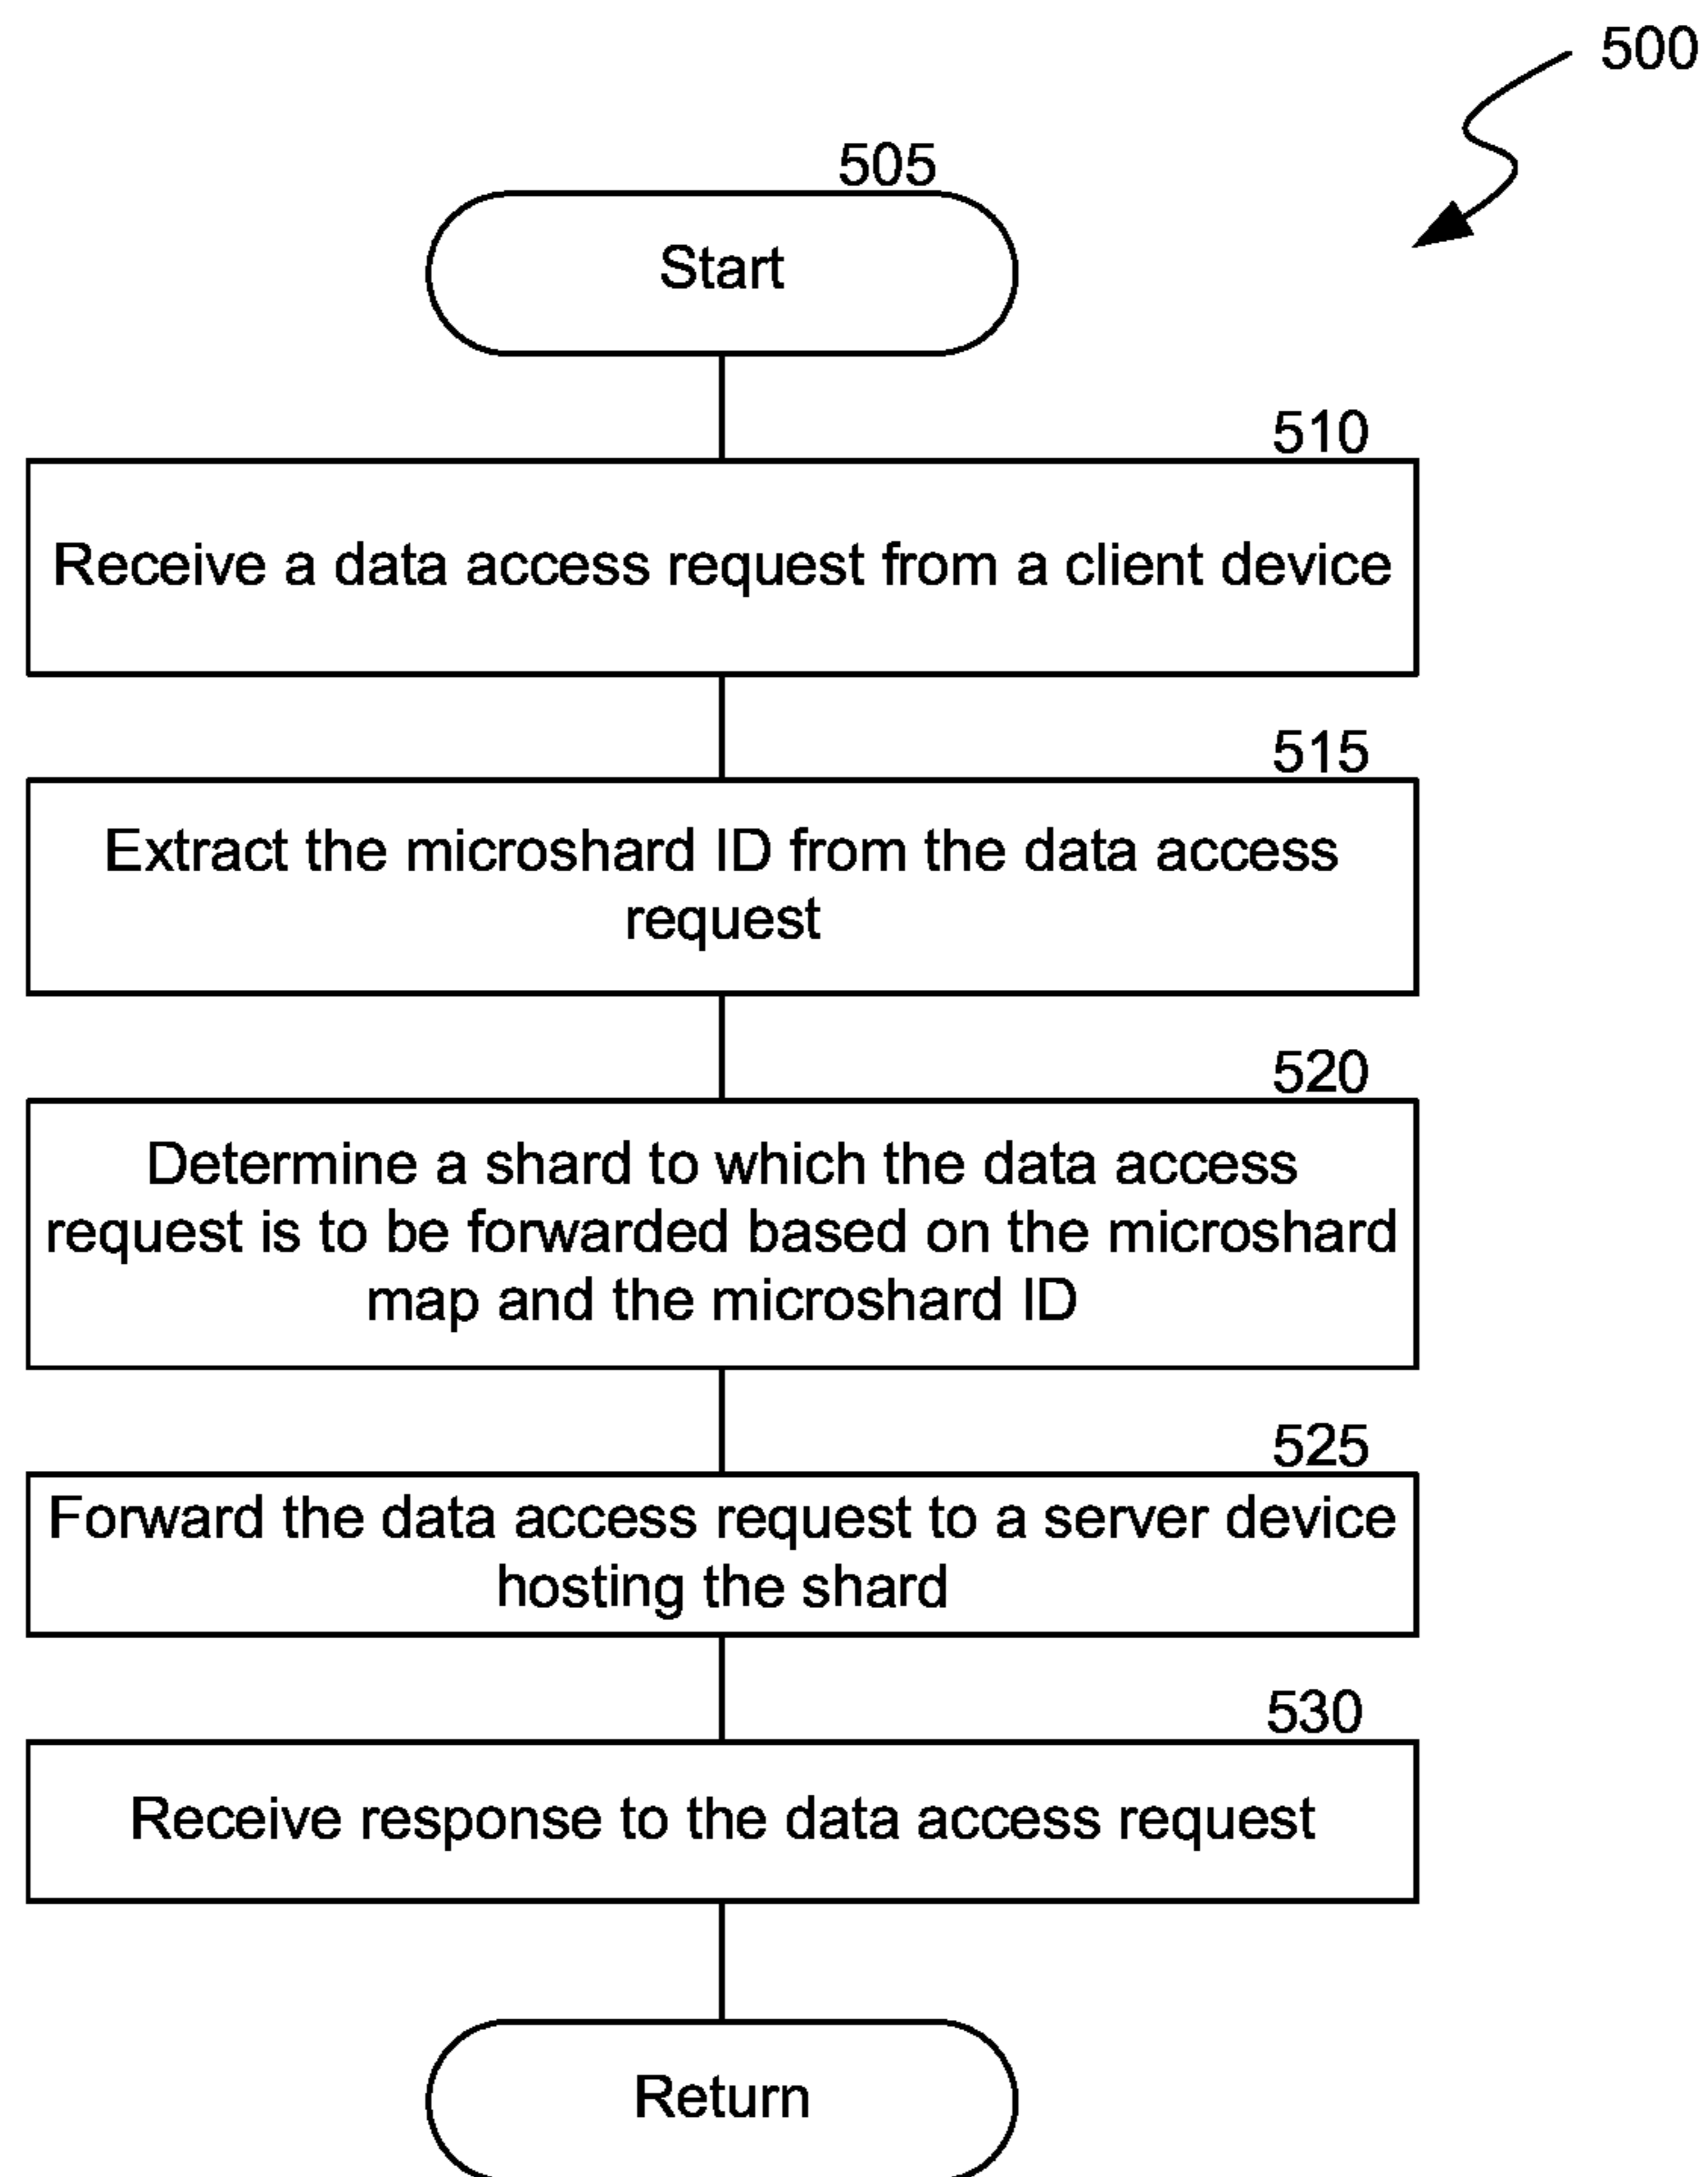 500
505
Start
510
Receive a data access request from a client device
515
Extract the microshard ID from the data access
request
520
Determine a shard to which the data access
request is to be forwarded based on the microshard
map and the microshard ID
525
Forward the data access request to a server device
hosting the shard
530
Receive response to the data access request
Return